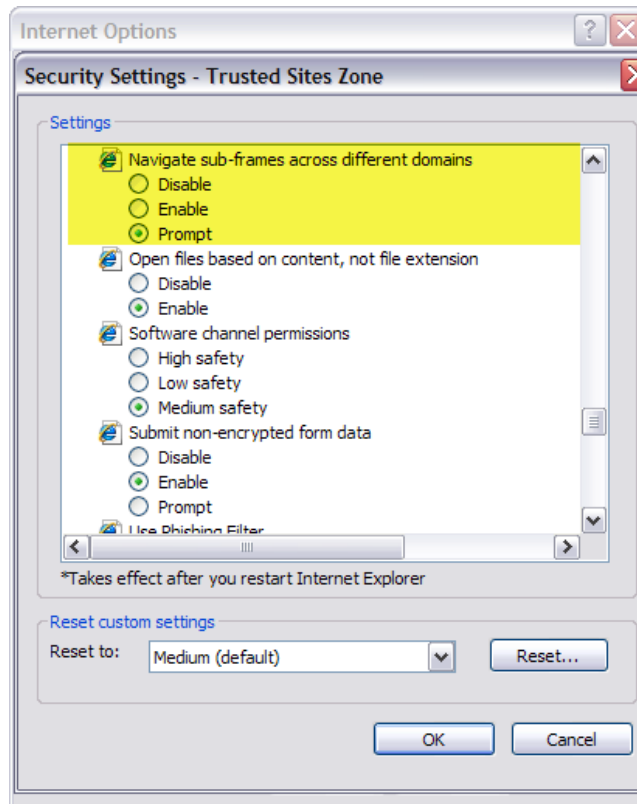 Internet Options
Security Settings - Trusted Sites Zone
Settings
Navigate sub-frames across different domains
Disable
Enable
Prompt
Open files based on content, not file extension
Disable
Enable
Software channel permissions
High safety
Low safety
Medium safety
Submit non-encrypted form data
Disable
Enable
Prompt
Use Phishing Filter
*Takes effect after you restart Internet Explorer
Reset custom settings
Reset to:
Medium (default)
Reset...
OK
Cancel